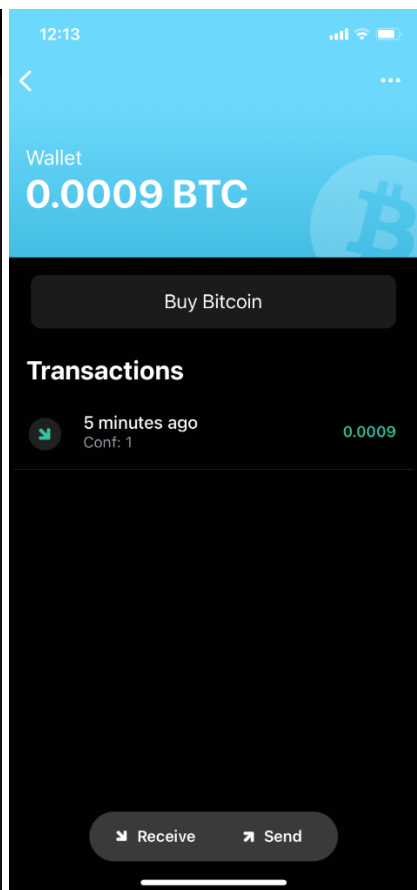 12:13
Wallet
0.0009 BTC
Buy Bitcoin
Transactions
5 minutes ago
0.0009
Conf: 1
Receive
Send